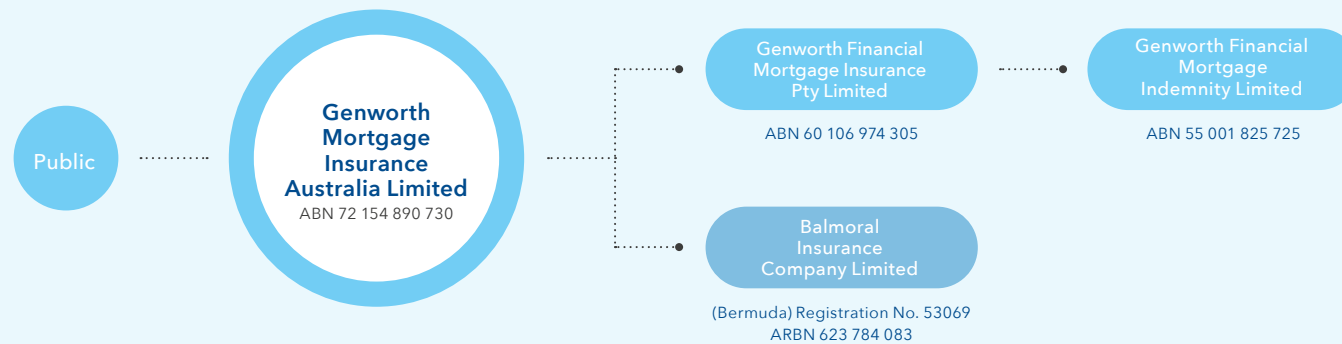 Public
Genworth
Mortgage
Insurance
Australia Limited
ABN 72 154 890 730
Genworth Financial
Mortgage Insurance
Pty Limited
ABN 60 106 974 305
Genworth Financial
Mortgage
Indemnity Limited
ABN 55 001 825 725
Balmoral
Insurance
Company Limited
(Bermuda) Registration No. 53069
ARBN 623 784 083